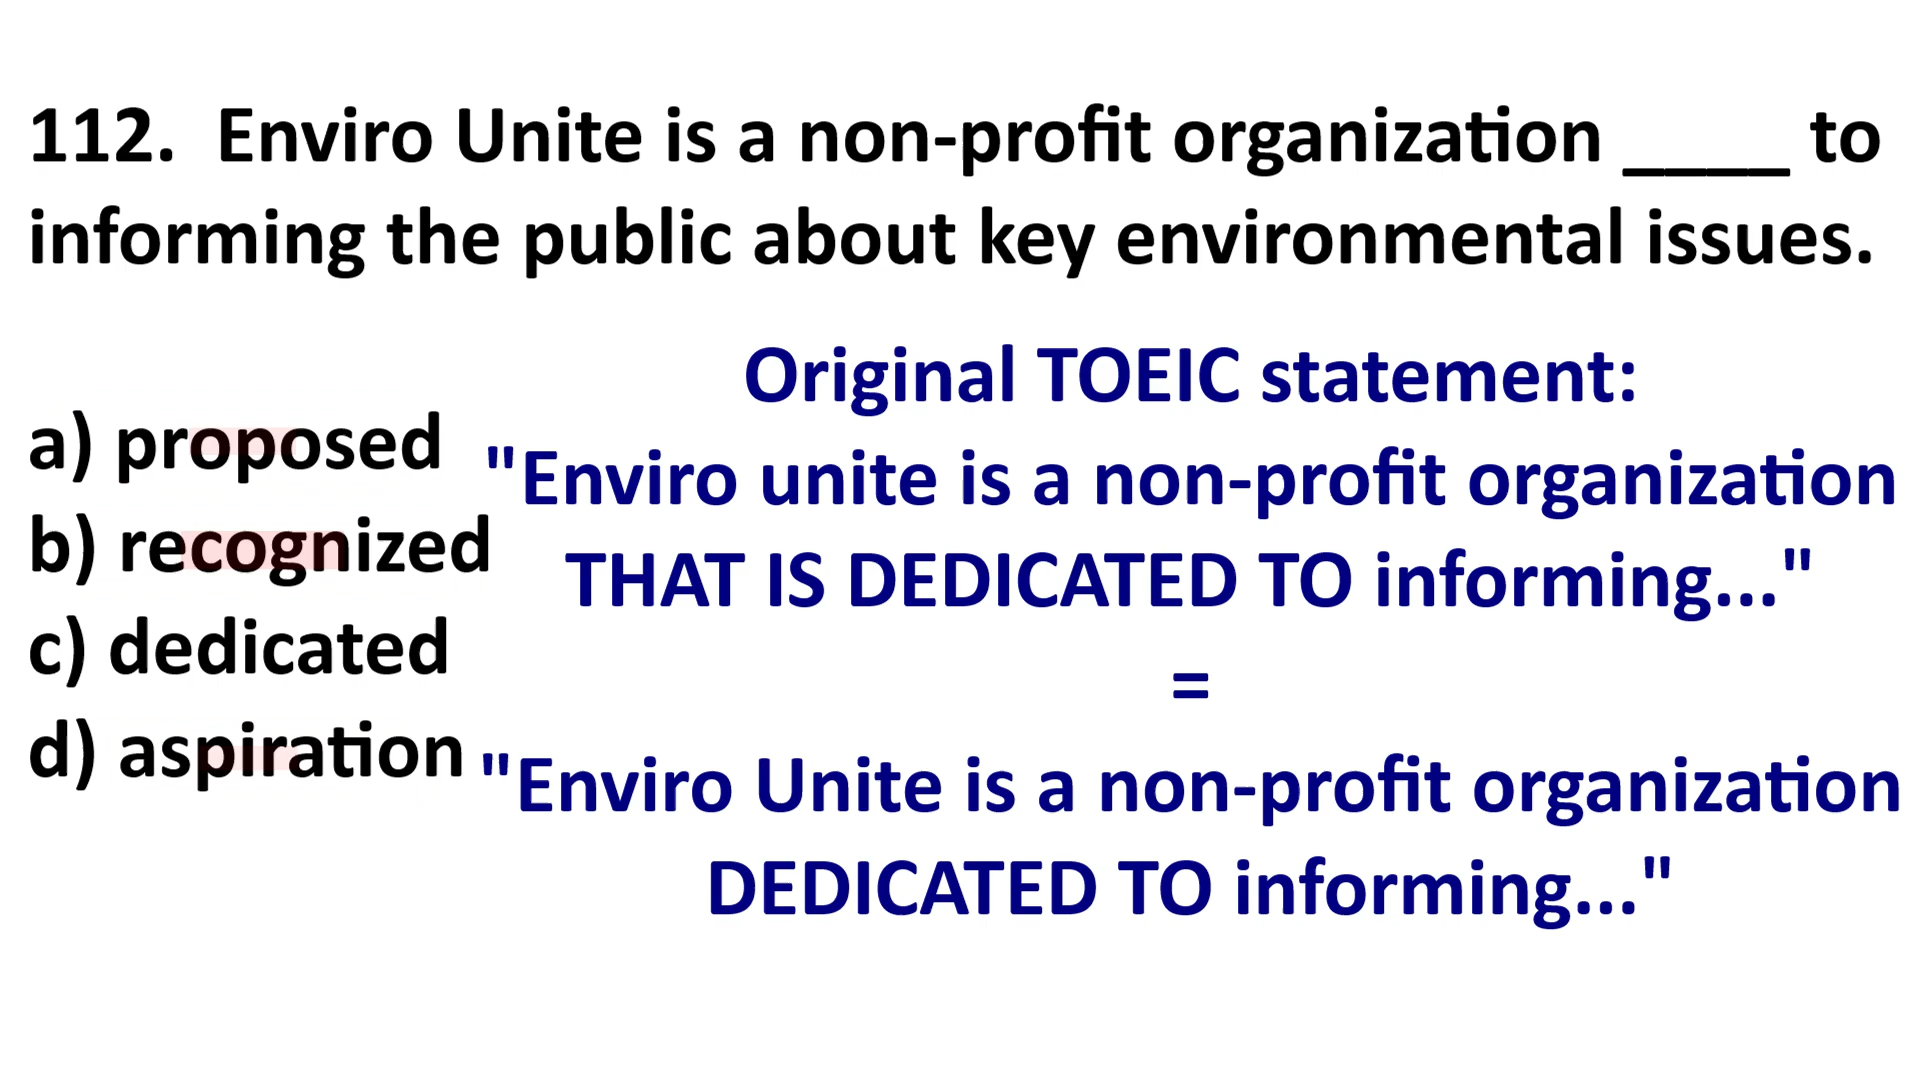 112.  Enviro Unite is a non-profit organization ____ to
informing the public about key environmental issues.
a) proposed
b) recognized
c) dedicated
d) aspiration
Original TOEIC statement:
"Enviro unite is a non-profit organization
THAT IS DEDICATED TO informing..."
=
"Enviro Unite is a non-profit organization
DEDICATED TO informing..."